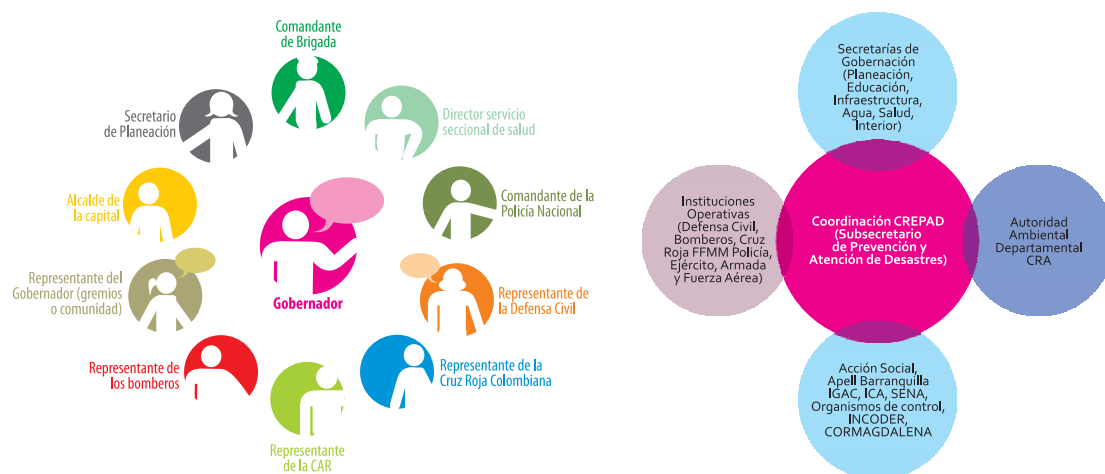 Comandante
de Brigada
Secretario
de Planeación
Director servicio
seccional de salud
Alcalde de
la capital
Comandante de la
Policía Nacional
Representante del
Gobernador (gremios
o comunidad)
Gobernador
Representante de
la Defensa Civil
Representante de
los bomberos
Representante de la
Cruz Roja Colombiana
Representante
de la CAR
Secretarías de
Gobernación
(Planeación,
Educación,
Infraestructura,
Agua, Salud,
Interior)
Instituciones
Operativas
(Defensa Civil,
Bomberos, Cruz
Roja FFMM Policía,
Ejército, Armada
y Fuerza Aérea)
Coordinación CREPAD
(Subsecretario
de Prevención y
Atención de Desastres)
Autoridad
Ambiental
Departamental
CRA
Acción Social,
Apell Barranquilla
IGAC, ICA, SENA,
Organismos de control,
INCODER,
CORMAGDALENA